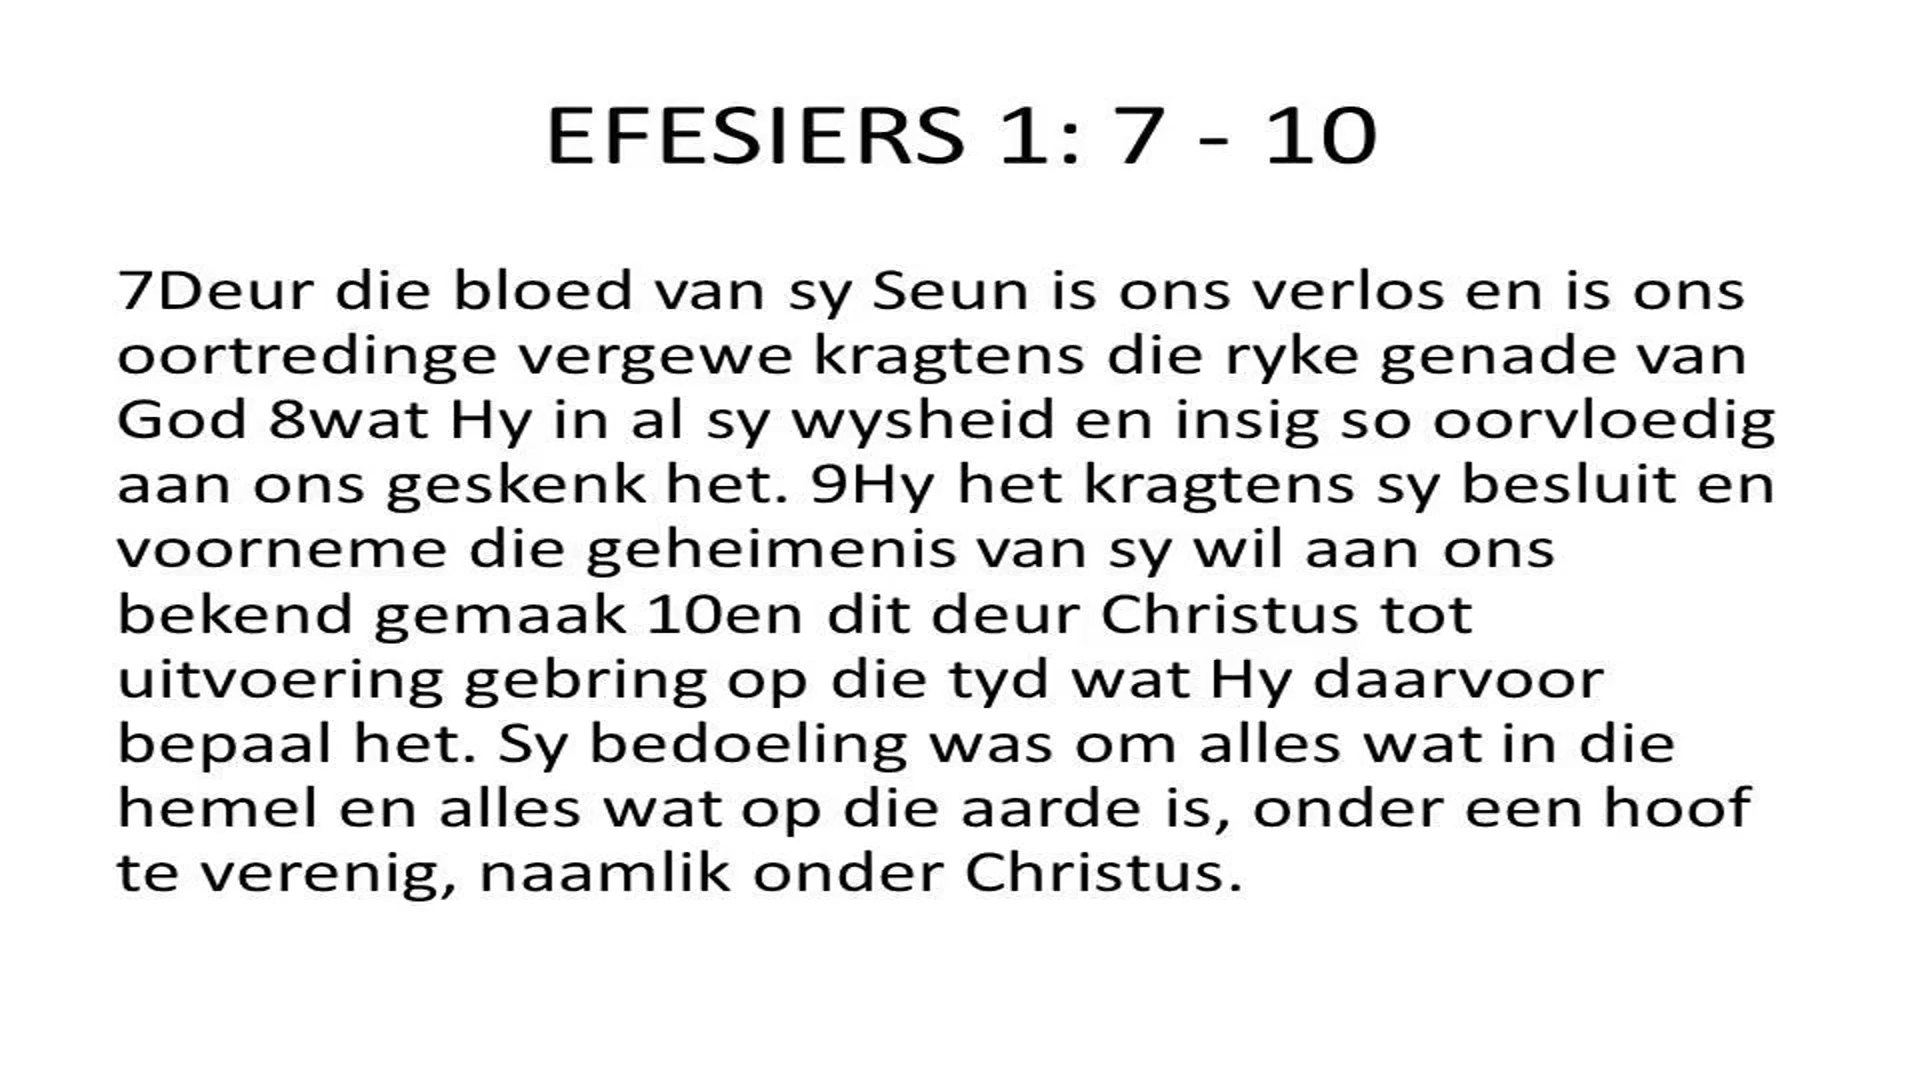 EFESIERS 1: 7 - 10
7Deur die bloed van sy Seun is ons verlos en is ons
oortredinge vergewe kragtens die ryke genade van
God 8wat Hy in al sy wysheid en insig so oorvloedig
aan ons geskenk het. 9Hy het kragtens sy besluit en
voorneme die geheimenis van sy wil aan ons
bekend gemaak 10en dit deur Christus tot
uitvoering gebring op die tyd wat Hy daarvoor
bepaal het. Sy bedoeling was om alles wat in die
hemel en alles wat op die aarde is, onder een hoof
te verenig, naamlik onder Christus.